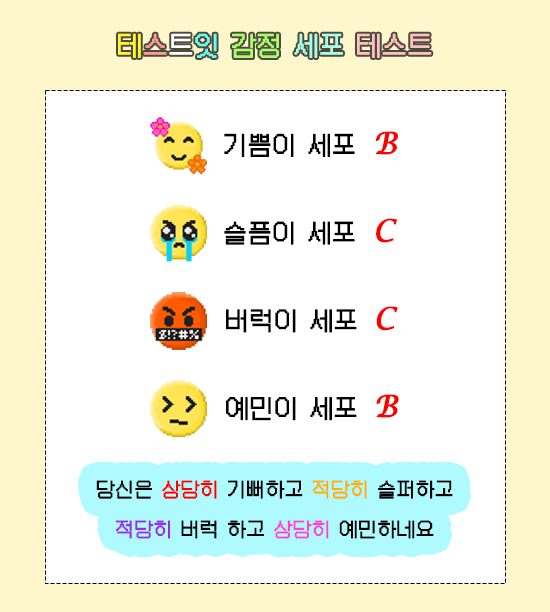 테스트잇 감정 세포 테스트
기쁨이 세포 B
슬픔이 세포 C
버럭이 세포 C
$!?#%
예민이 세포 B
당신은 상당히 기뻐하고 적당히 슬퍼하고
적당히 버럭 하고 상당히 예민하네요